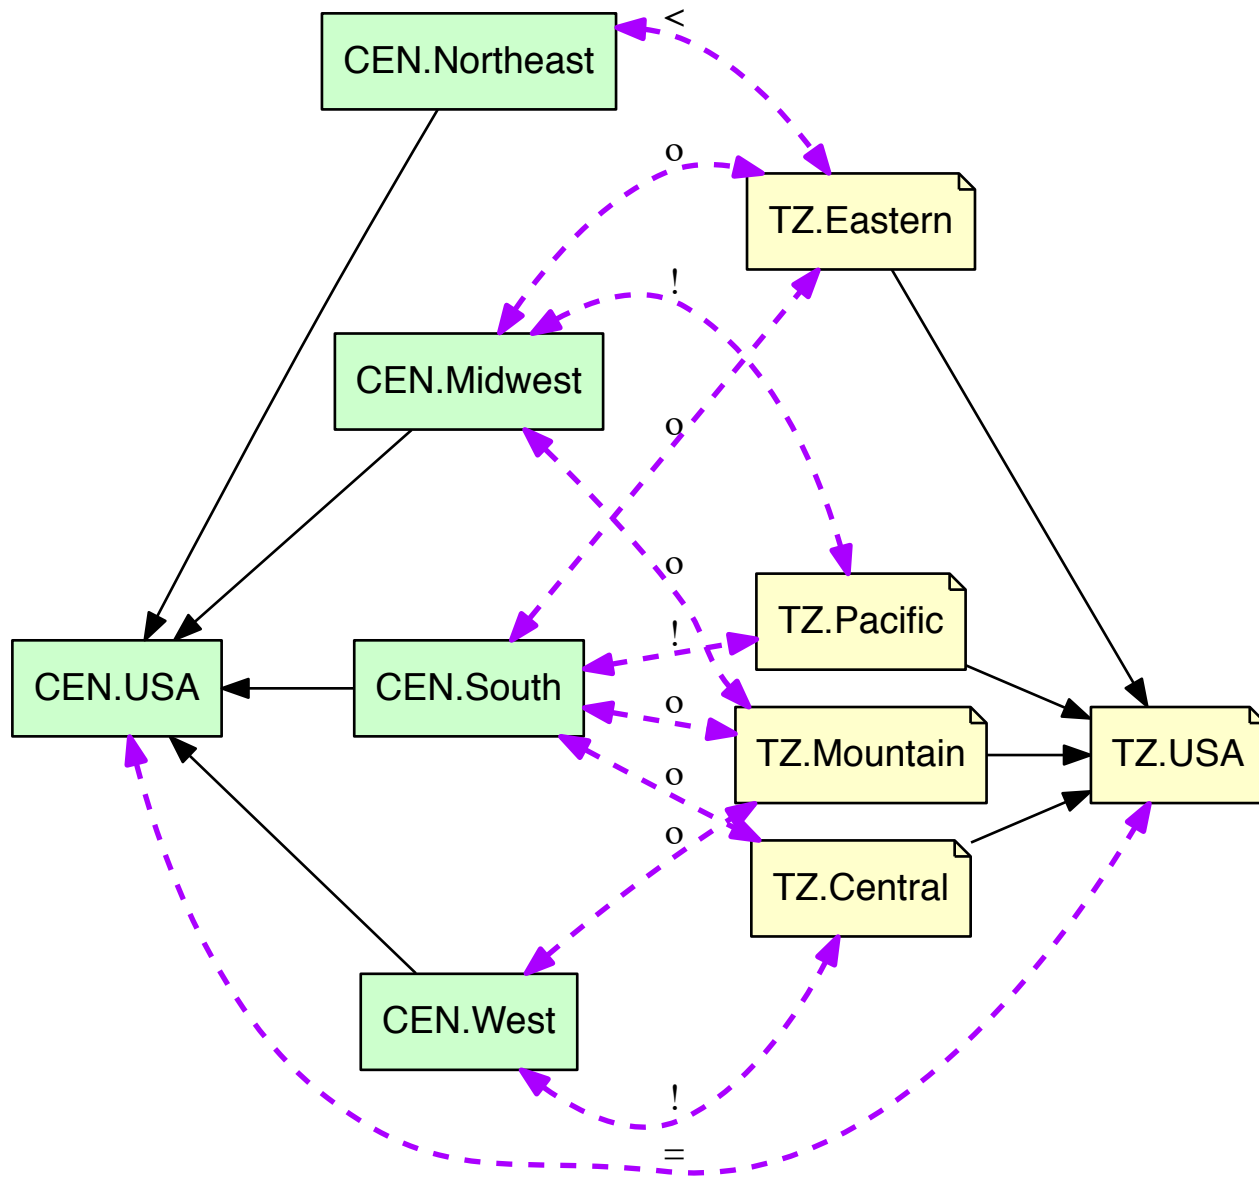 <
CEN.Northeast
o
TZ.Eastern
!
CEN.Midwest
o
o
TZ.Pacific
!
CEN.USA
CEN.South
o
TZ.Mountain
TZ.USA
o
o
TZ.Central
CEN.West
!
=